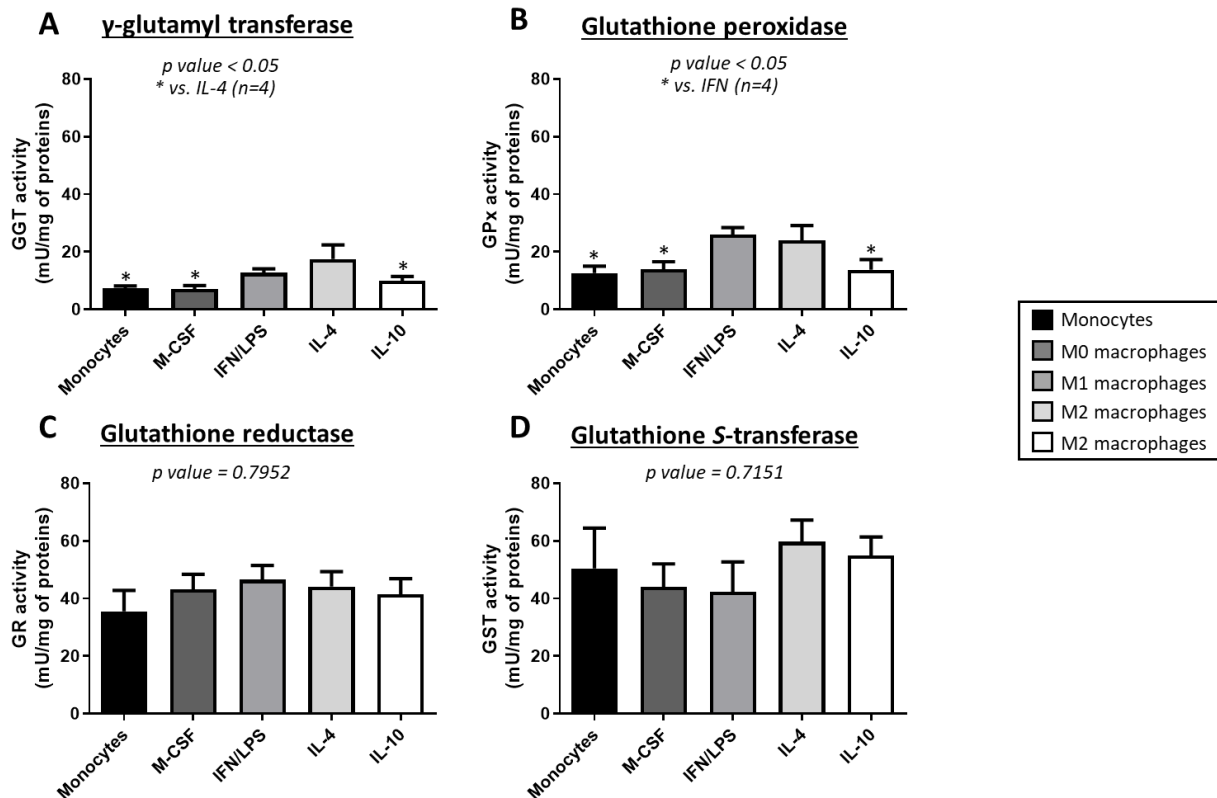 A γ-glutamyl transferase
p value < 0.05
* vs. IL-4 (n=4)
GGT activity
(mU/mg of proteins)
80
60
40
20
0
* * *
Monocytes
M-CSF
IFN/LPS
IL-4
IL-10
B Glutathione peroxidase
p value < 0.05
* vs. IFN (n=4)
GPx activity
(mU/mg of proteins)
80
60
40
20
0
* * *
Monocytes
M-CSF
IFN/LPS
IL-4
IL-10
C Glutathione reductase
p value = 0.7952
GR activity
(mU/mg of proteins)
80
60
40
20
0
Monocytes
M-CSF
IFN/LPS
IL-4
IL-10
D Glutathione S-transferase
p value = 0.7151
GST activity
(mU/mg of proteins)
80
60
40
20
0
Monocytes
M-CSF
IFN/LPS
IL-4
IL-10
Monocytes
M0 macrophages
M1 macrophages
M2 macrophages
M2 macrophages